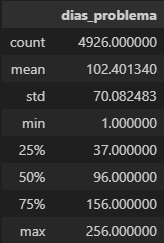 dias_problema
count 4926.000000
mean 102.401340
std 70.082483
min 1.000000
25% 37.000000
50% 96.000000
75% 156.000000
max 256.000000